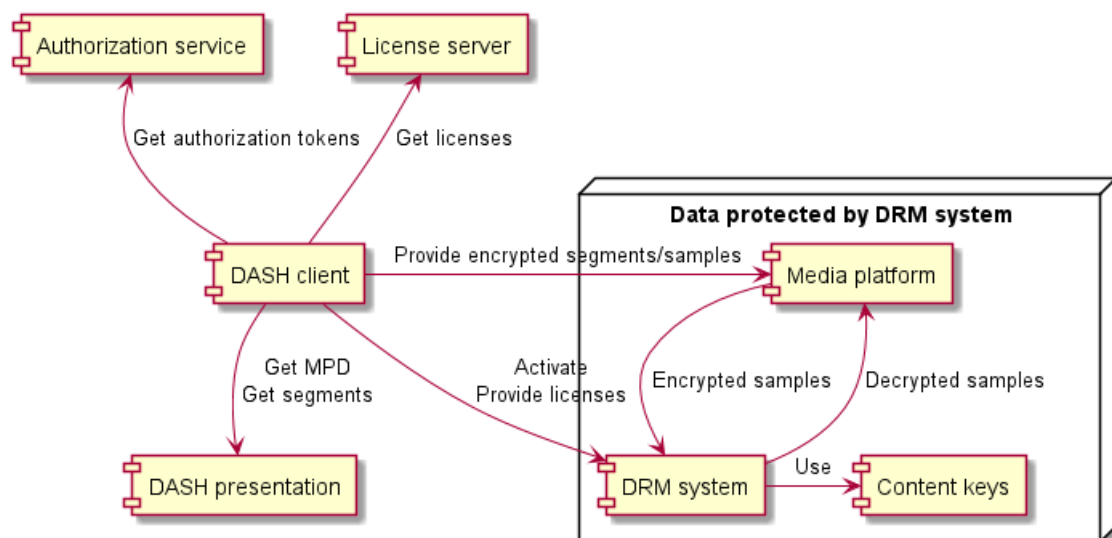 Authorization service
License server
Get authorization tokens
Get licenses
Data protected by DRM system
DASH client
Provide encrypted segments/samples
Media platform
Get MPD
Get segments
Activate
Provide licenses
Encrypted samples
Decrypted samples
DASH presentation
DRM system
Use
Content keys